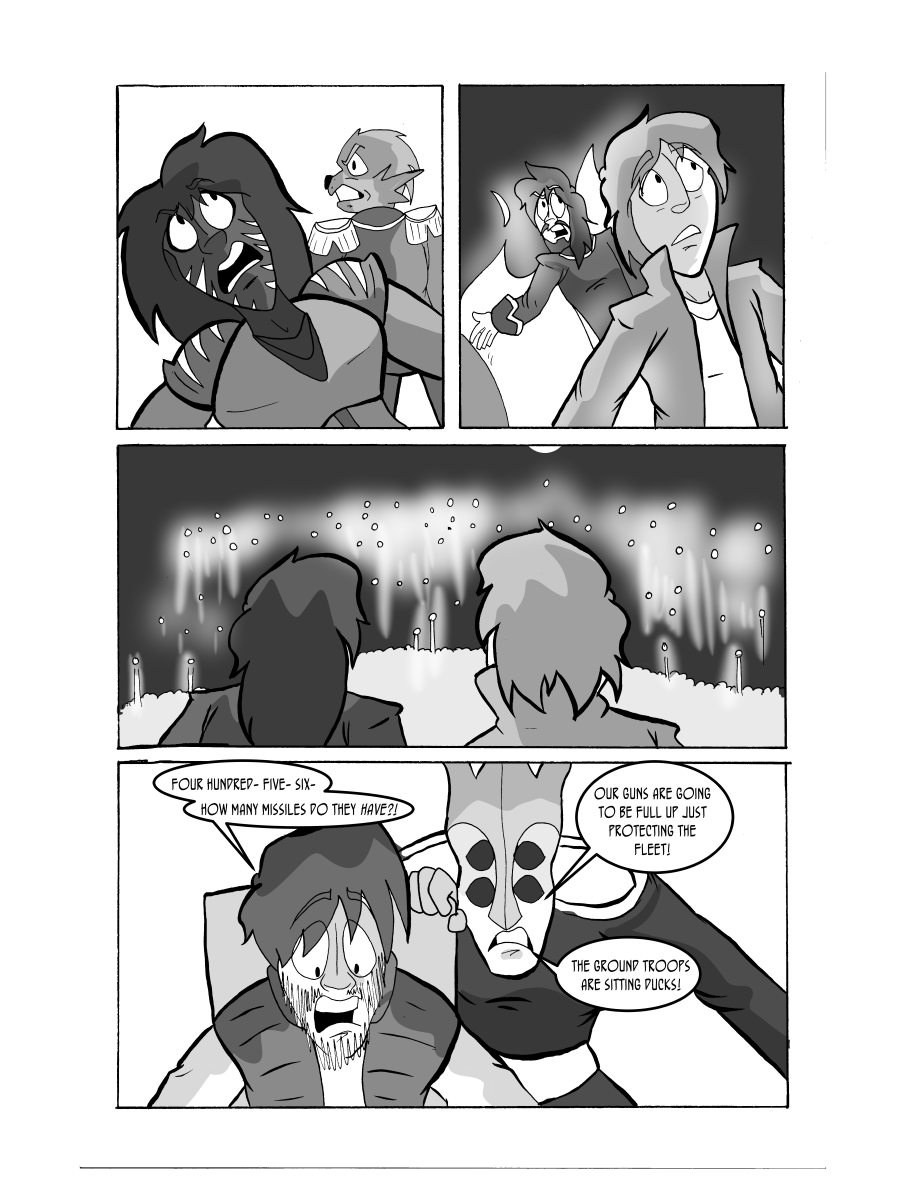 FOUR HUNDRED- FIVE- SIX-
HOW MANY MISSILES DO THEY HAVE?!
OUR GUNS ARE GOING
TO BE FULL UP JUST
PROTECTING THE
FLEET!
THE GROUND TROOPS
ARE SITTING DUCKS!